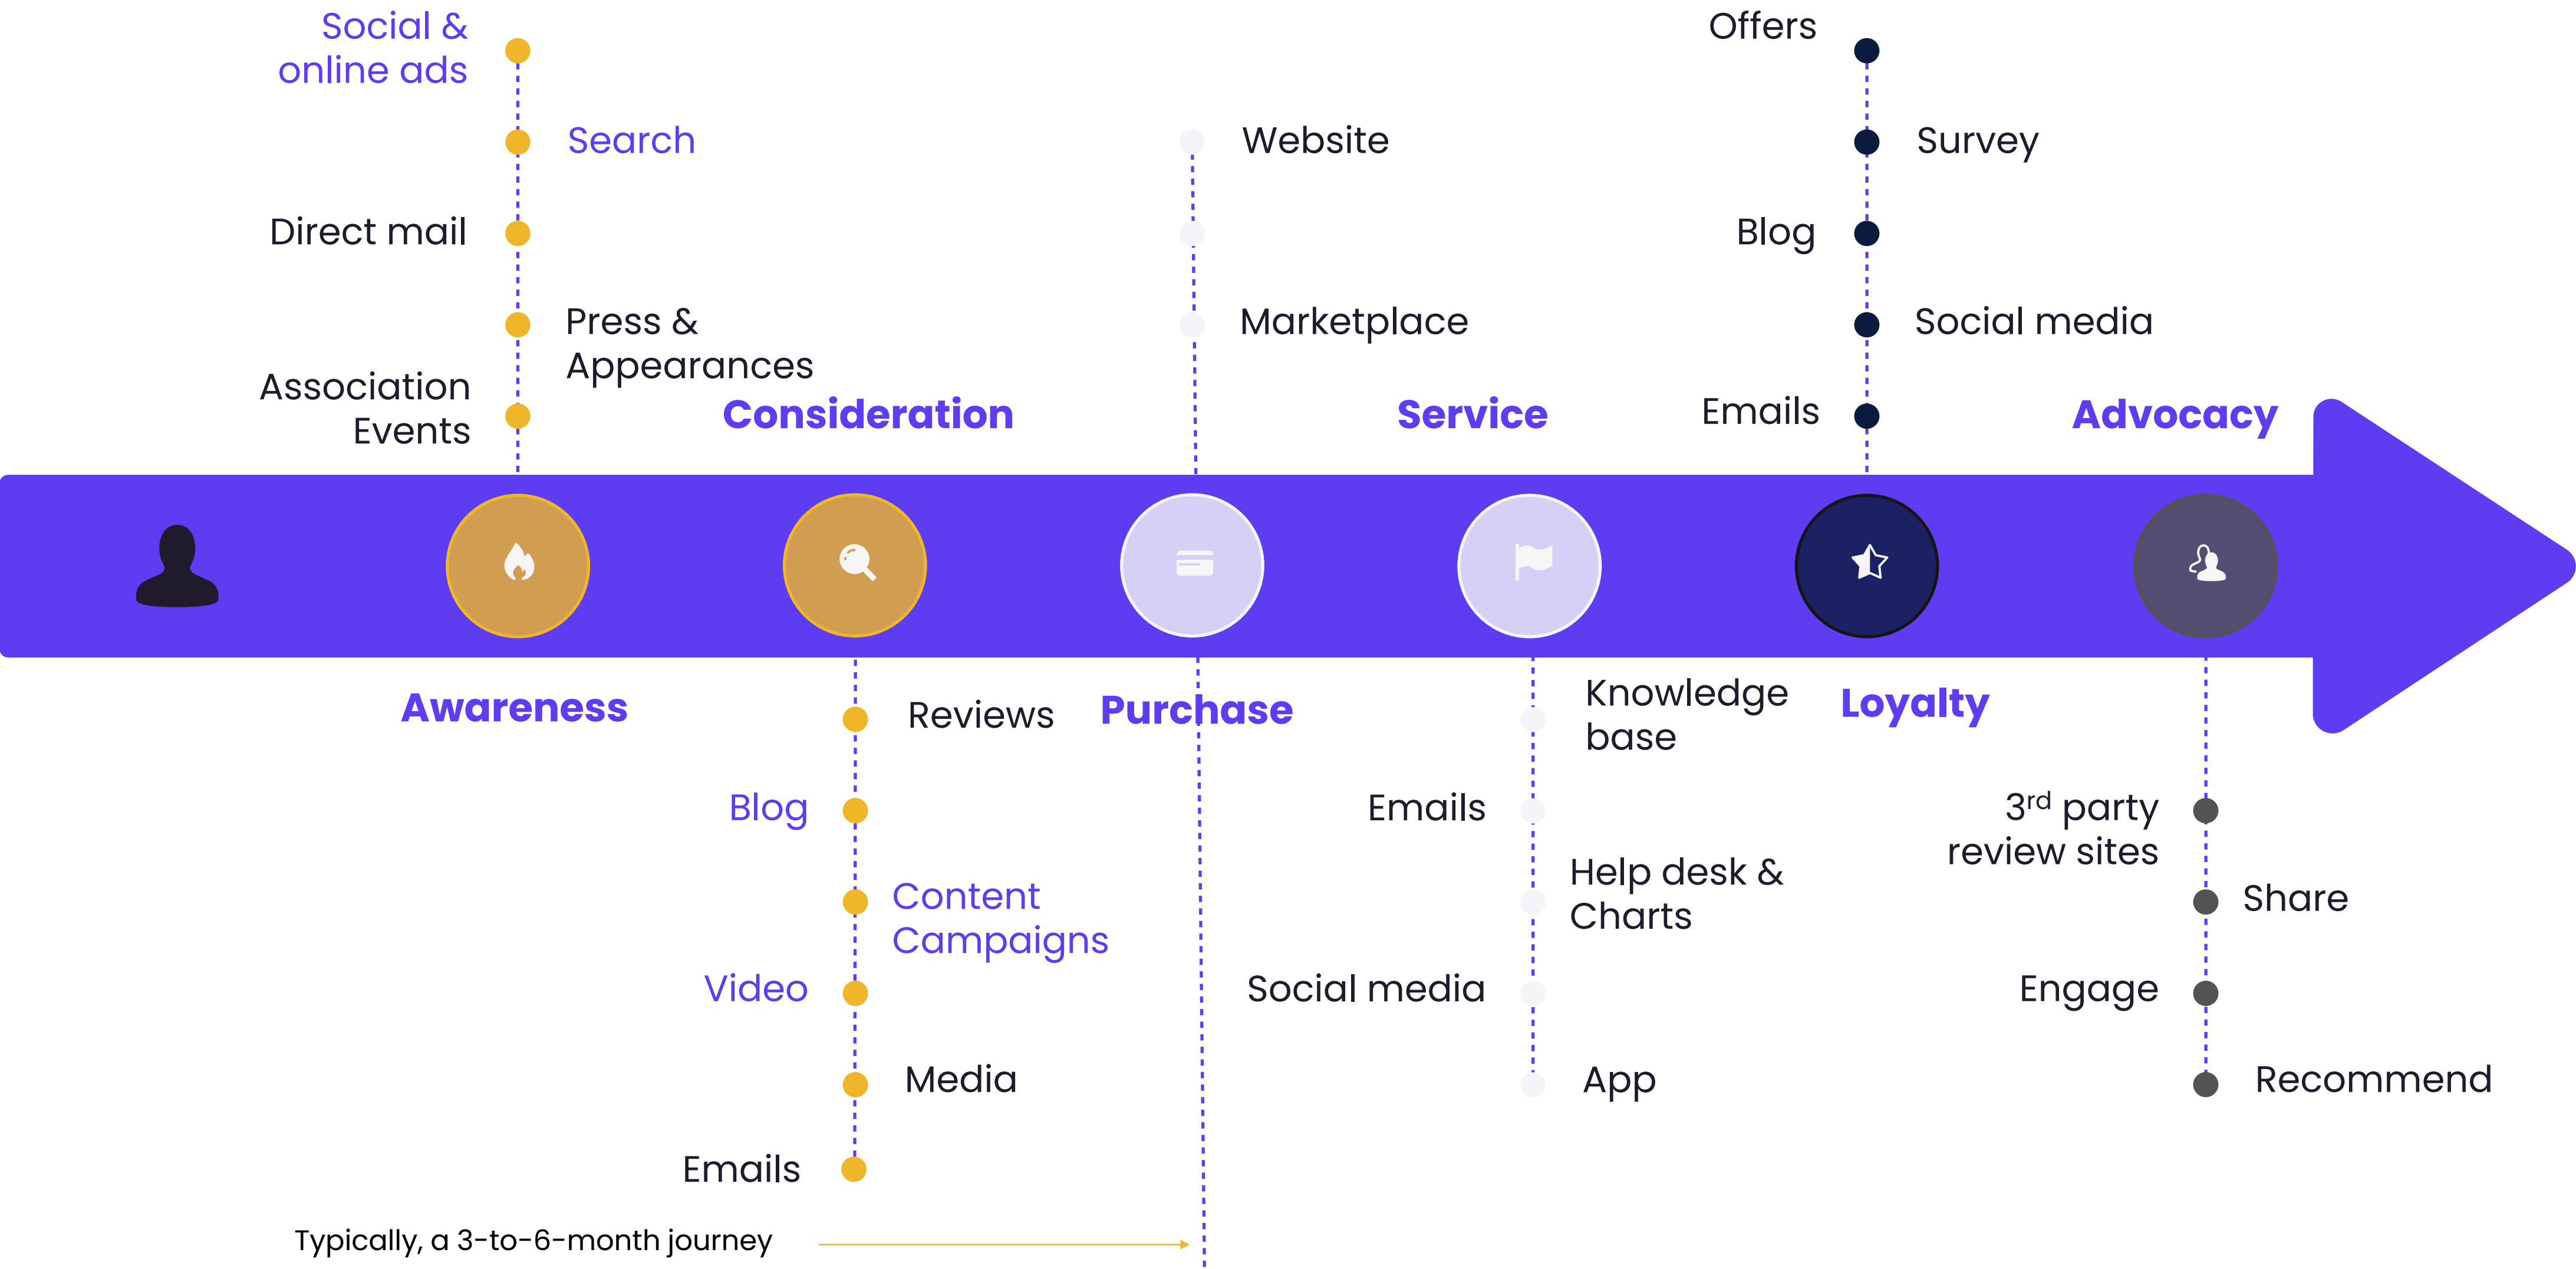 Social &
online ads
Search
Direct mail
Press &
Appearances
Association
Events
Consideration
Website
Marketplace
Service
Offers
Survey
Blog
Social media
Emails
Advocacy
Awareness
Reviews
Blog
Content
Campaigns
Video
Media
Emails
Purchase
Knowledge
base
Emails
Help desk &
Charts
Social media
App
Loyalty
3rd party
review sites
Share
Engage
Recommend
Typically, a 3-to-6-month journey